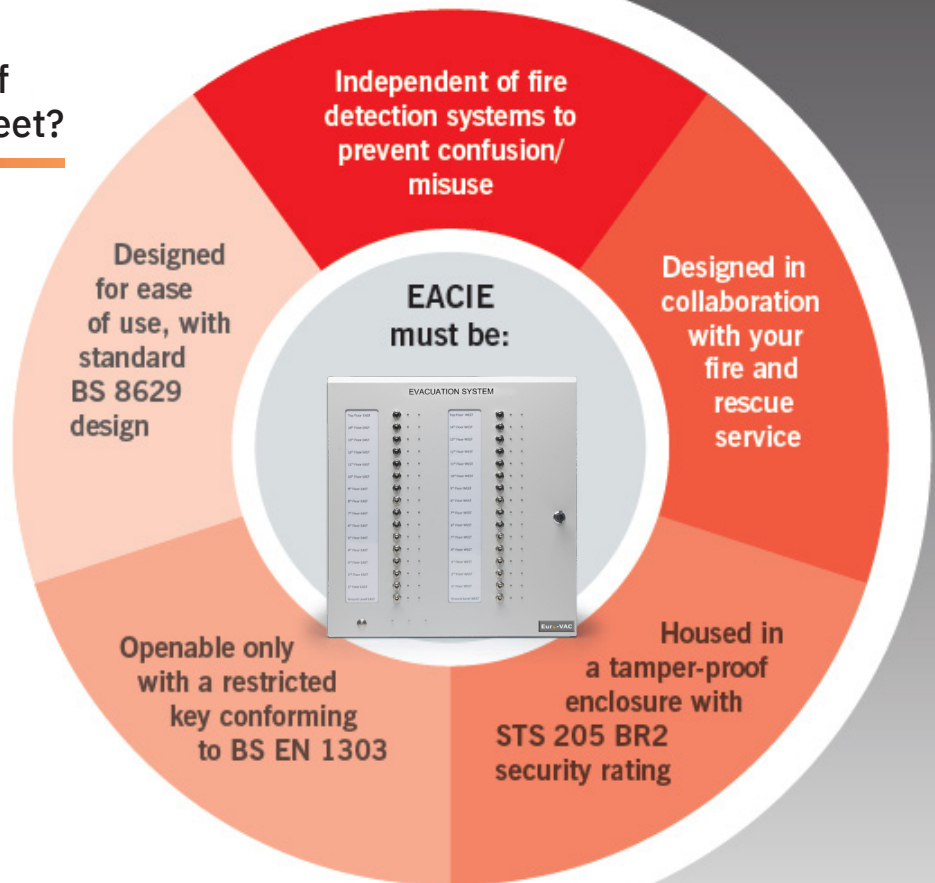 f
eet?
Independent of fire
detection systems to
prevent confusion/
misuse
Designed in
collaboration
with your
fire and
rescue
service
Housed in
a tamper-proof
enclosure with
STS 205 BR2
security rating
Openable only
with a restricted
key conforming
to BS EN 1303
Designed
for ease
of use, with
standard
BS 8629
design
EACIE
must be:
EVACUATION SYSTEM
Euro-VAC